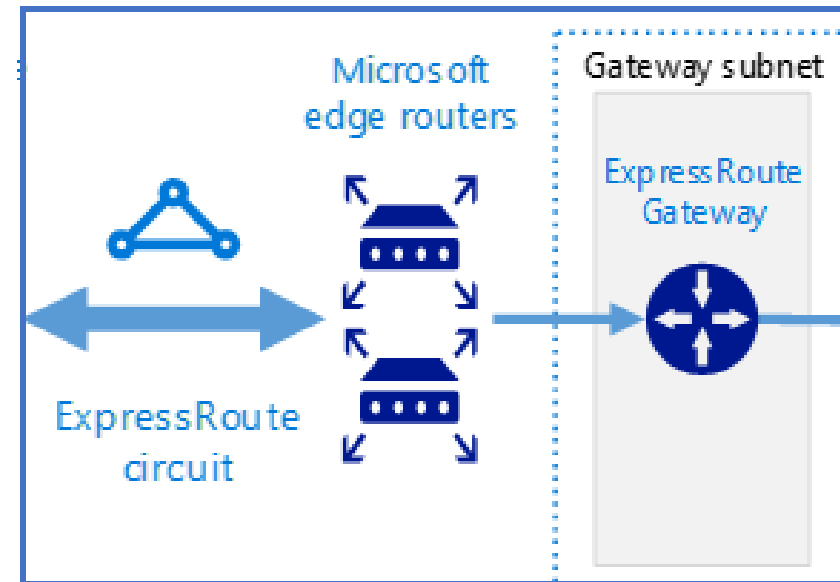 Microsoft
edge routers
Gateway subnet
ExpressRoute
Gateway
ExpressRoute
circuit